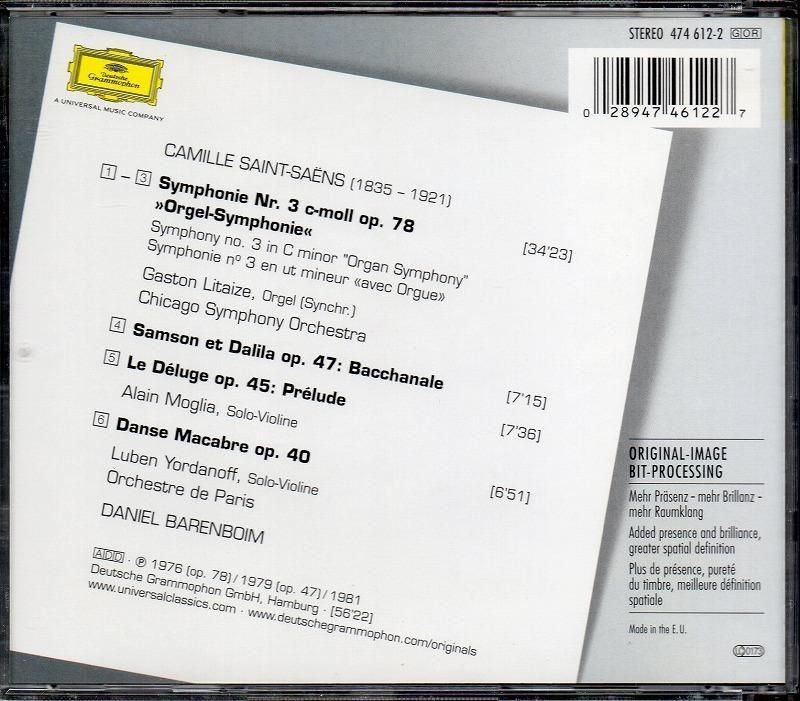 STEREO 474 612-2 GOR
0 28947 46122 7
Deutsche
Grammophon
A UNIVERSAL MUSIC COMPANY
CAMILLE SAINT-SAËNS (1835 – 1921)
1 – 3 Symphonie Nr. 3 c-moll op. 78
»Orgel-Symphonie« [34'23]
Symphony no. 3 in C minor "Organ Symphony"
Symphonie nº 3 en ut mineur «avec Orgue»
Gaston Litaize, Orgel (Synchr.)
Chicago Symphony Orchestra
4 Samson et Dalila op. 47: Bacchanale [7'15]
5 Le Déluge op. 45: Prélude [7'36]
Alain Moglia, Solo-Violine
6 Danse Macabre op. 40 [6'51]
Luben Yordanoff, Solo-Violine
Orchestre de Paris
DANIEL BARENBOIM
ADD · ℗ 1976 (op. 78) / 1979 (op. 47) / 1981
Deutsche Grammophon GmbH, Hamburg · [56'22]
www.universalclassics.com · www.deutschegrammophon.com/originals
ORIGINAL-IMAGE
BIT-PROCESSING
Mehr Präsenz – mehr Brillanz –
mehr Raumklang
Added presence and brilliance,
greater spatial definition
Plus de présence, pureté
du timbre, meilleure définition
spatiale
Made in the E.U.
LC 0173